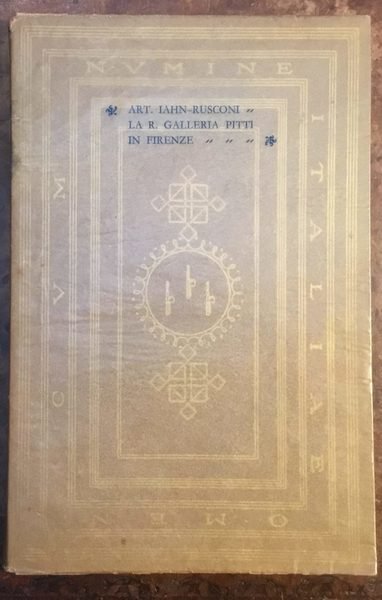 ART. IAHN-RUSCONI 〃
LA R. GALLERIA PITTI
IN FIRENZE 〃 〃 〃
CVM
NVMINE
ITALIAE
OMEN